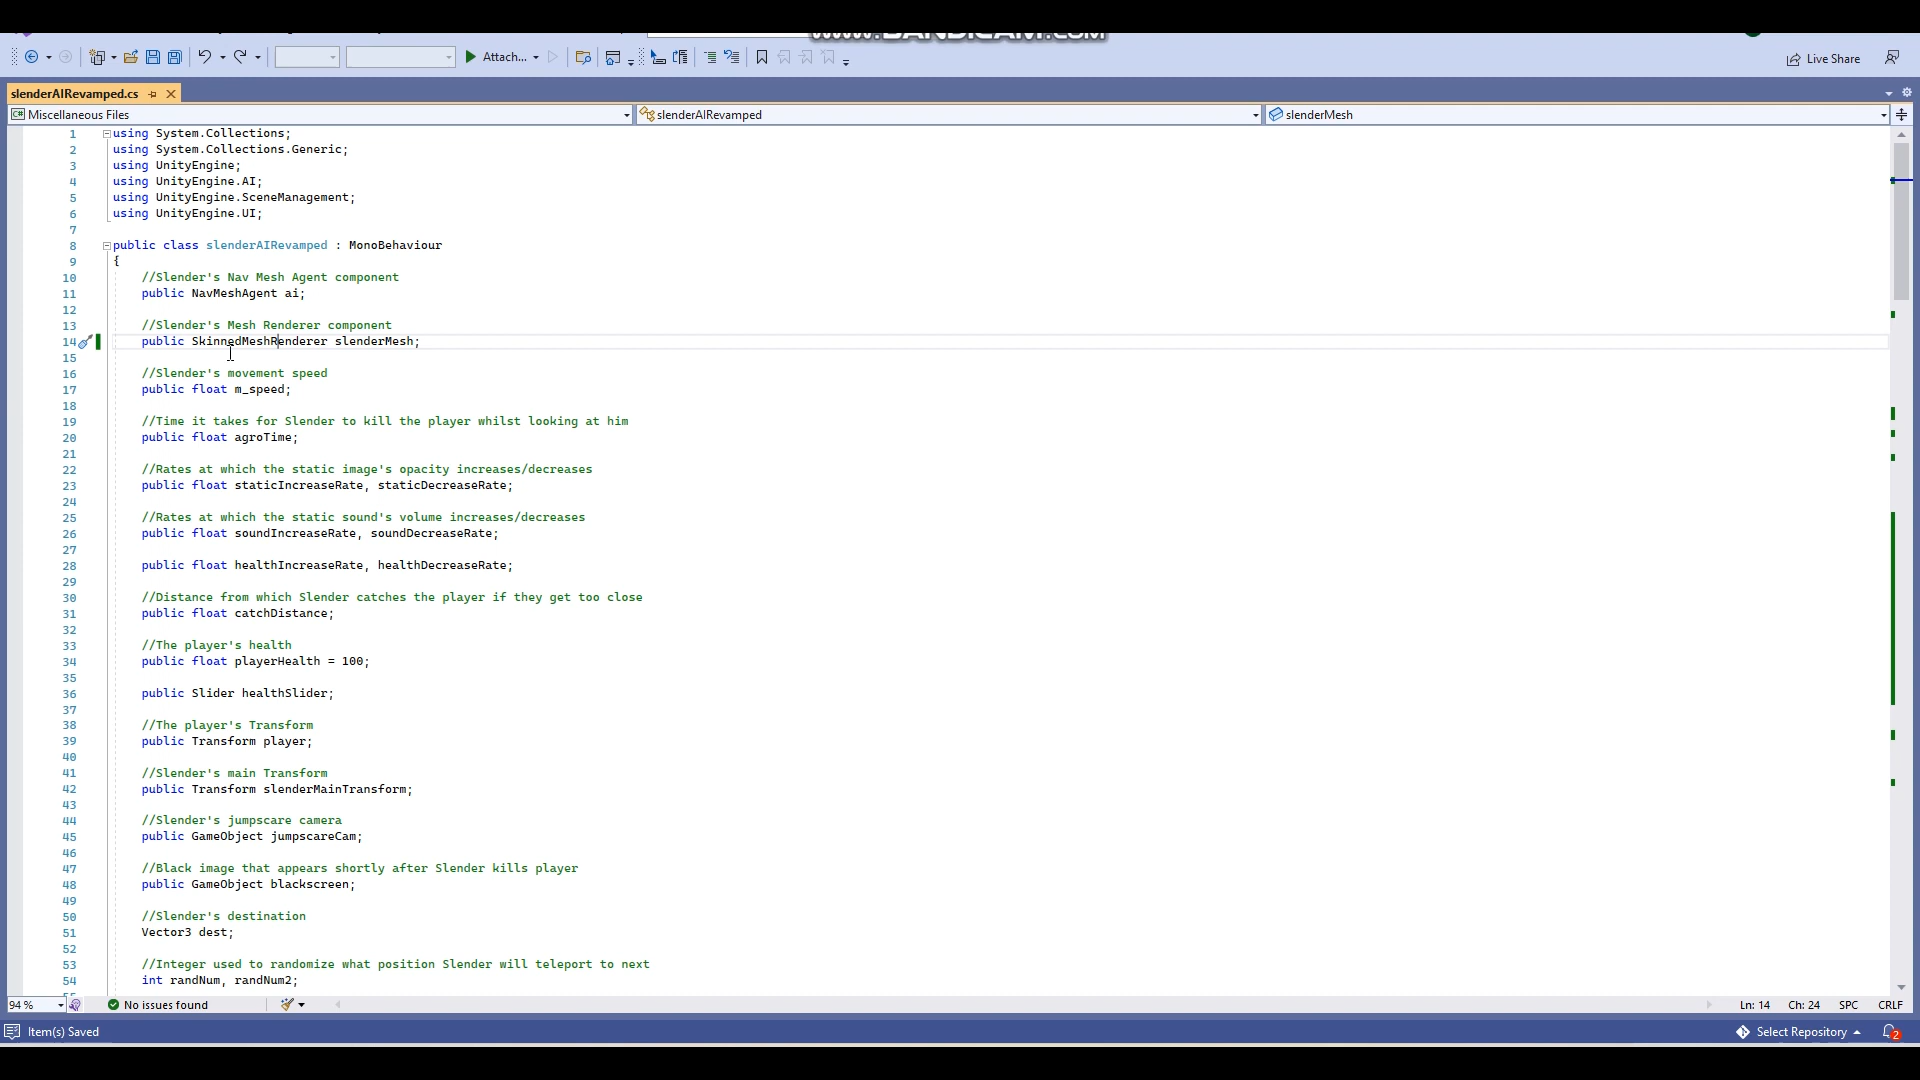 www.BANDICAM.com
Attach...
Live Share
slenderAIRevamped.cs
C# Miscellaneous Files
slenderAIRevamped
slenderMesh
1 using System.Collections;
2 using System.Collections.Generic;
3 using UnityEngine;
4 using UnityEngine.AI;
5 using UnityEngine.SceneManagement;
6 using UnityEngine.UI;
7
8 public class slenderAIRevamped : MonoBehaviour
9 {
10 //Slender's Nav Mesh Agent component
11 public NavMeshAgent ai;
12
13 //Slender's Mesh Renderer component
14 public SkinnedMeshRenderer slenderMesh;
15
16 //Slender's movement speed
17 public float m_speed;
18
19 //Time it takes for Slender to kill the player whilst looking at him
20 public float agroTime;
21
22 //Rates at which the static image's opacity increases/decreases
23 public float staticIncreaseRate, staticDecreaseRate;
24
25 //Rates at which the static sound's volume increases/decreases
26 public float soundIncreaseRate, soundDecreaseRate;
27
28 public float healthIncreaseRate, healthDecreaseRate;
29
30 //Distance from which Slender catches the player if they get too close
31 public float catchDistance;
32
33 //The player's health
34 public float playerHealth = 100;
35
36 public Slider healthSlider;
37
38 //The player's Transform
39 public Transform player;
40
41 //Slender's main Transform
42 public Transform slenderMainTransform;
43
44 //Slender's jumpscare camera
45 public GameObject jumpscareCam;
46
47 //Black image that appears shortly after Slender kills player
48 public GameObject blackscreen;
49
50 //Slender's destination
51 Vector3 dest;
52
53 //Integer used to randomize what position Slender will teleport to next
54 int randNum, randNum2;
94 %
No issues found
Ln: 14 Ch: 24 SPC CRLF
Item(s) Saved
Select Repository
2